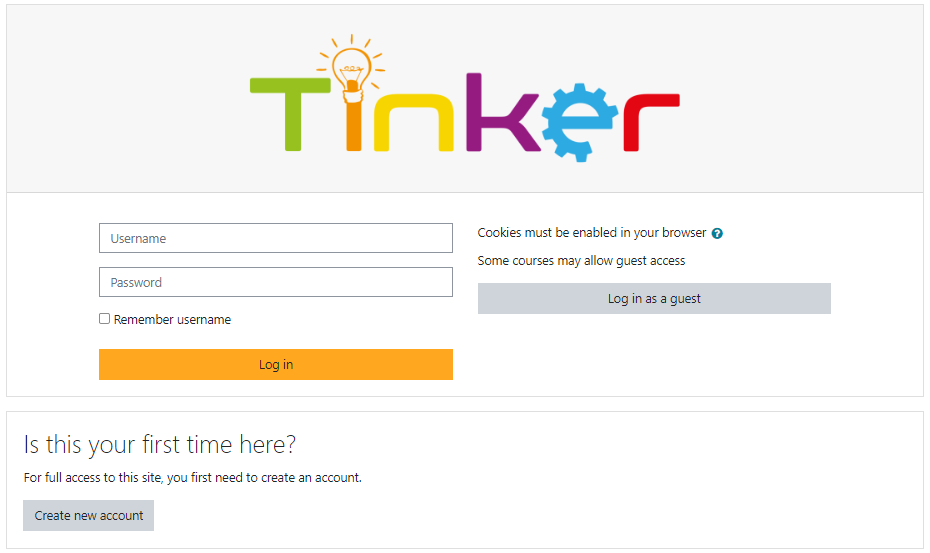 Tinker
Username
Password
Remember username
Log in
Cookies must be enabled in your browser
Some courses may allow guest access
Log in as a guest
Is this your first time here?
For full access to this site, you first need to create an account.
Create new account